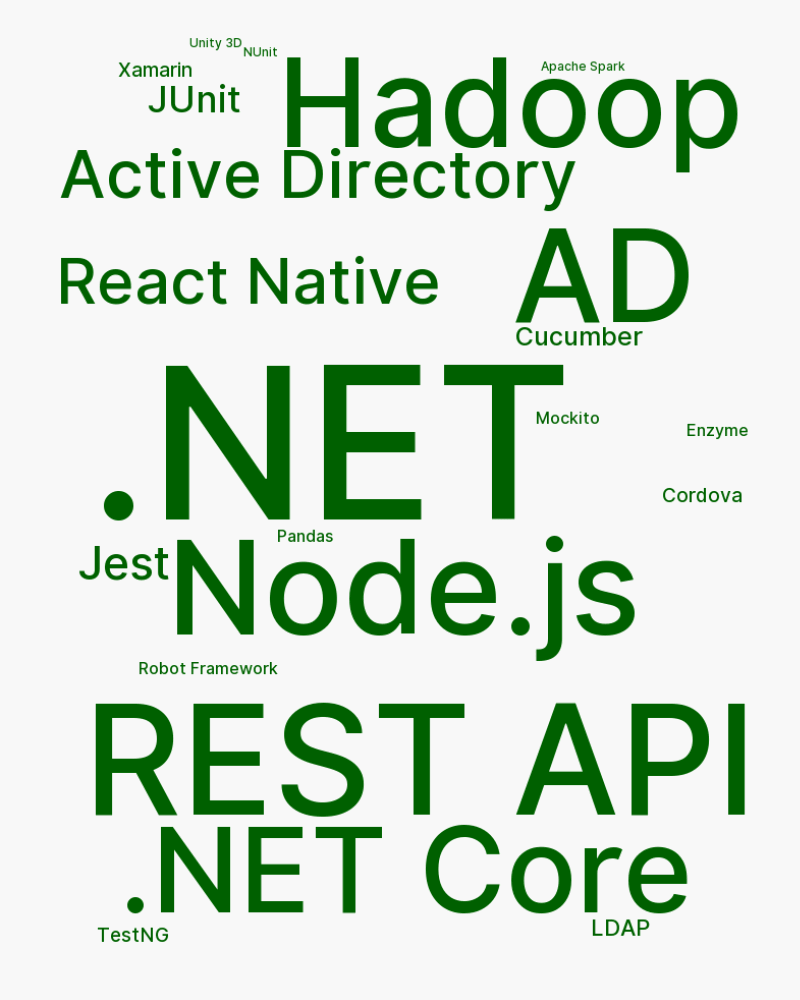 Unity 3D
NUnit
Xamarin
Apache Spark
JUnit
Hadoop
Active Directory
React Native
AD
Cucumber
.NET
Mockito
Enzyme
Cordova
Pandas
Jest
Node.js
Robot Framework
REST API
.NET Core
TestNG
LDAP